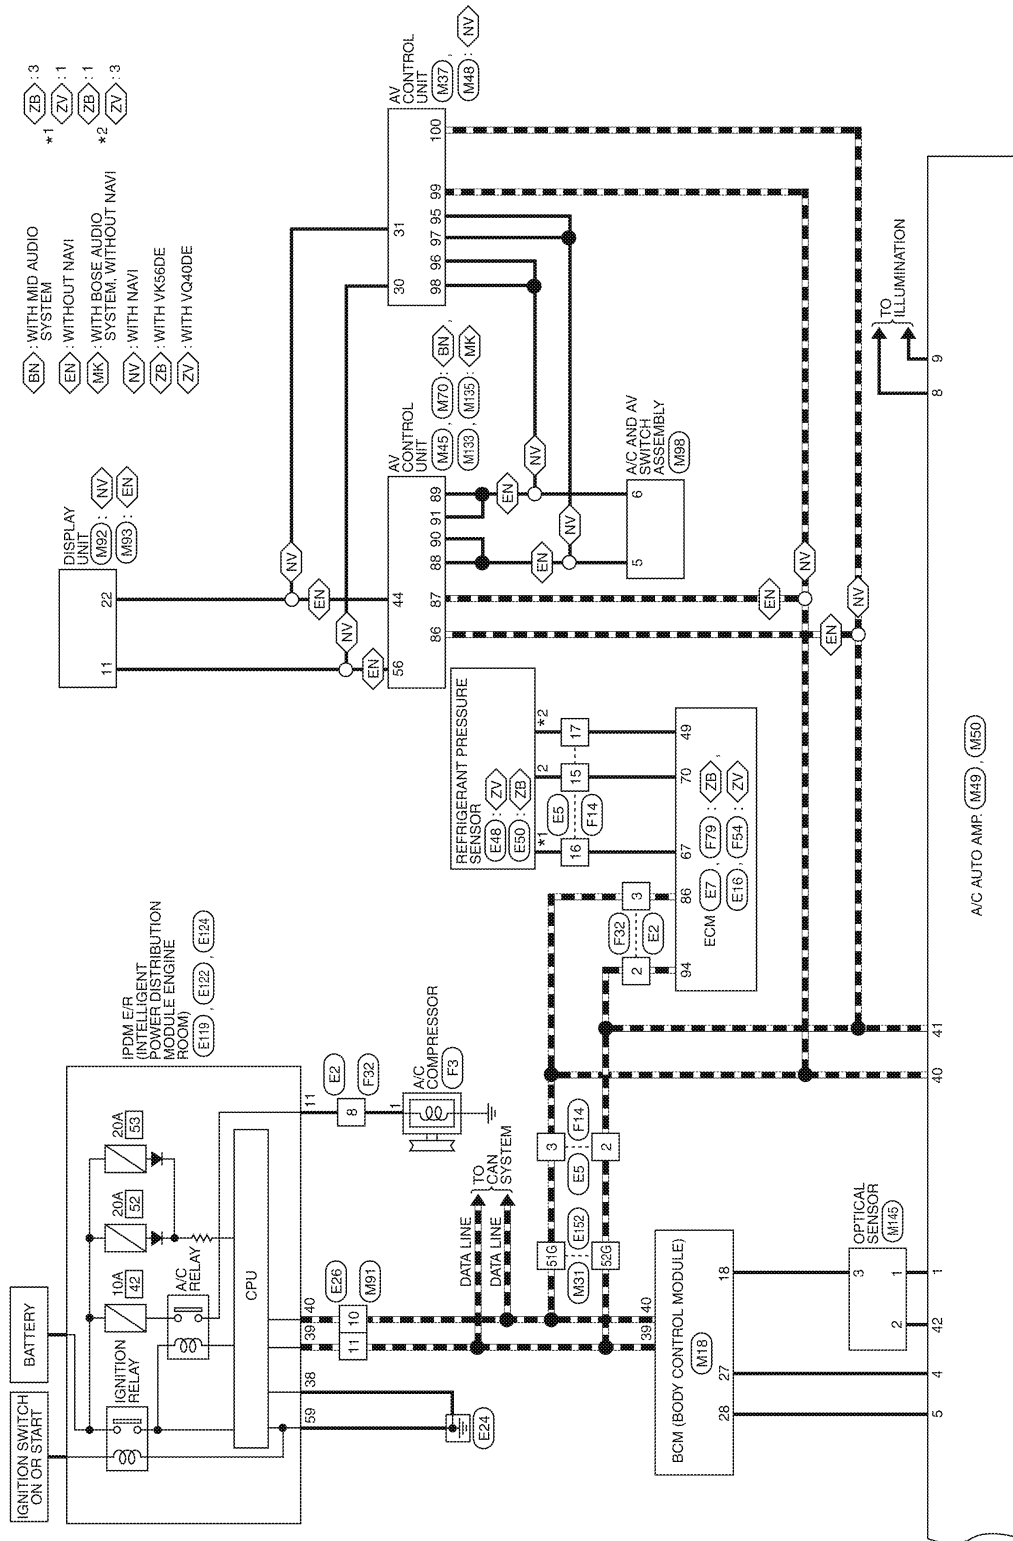 IGNITION SWITCH
ON OR START
BATTERY
IGNITION
RELAY
10A
42
20A
52
20A
53
A/C
RELAY
CPU
IPDM E/R
(INTELLIGENT
POWER DISTRIBUTION
MODULE ENGINE
ROOM)
E119 , E122 , E124
59
38
39
40
11
E24
11
10
E26
M91
8
E2
F32
1
A/C
COMPRESSOR
F3
DATA LINE
DATA LINE
TO
CAN
SYSTEM
51G
52G
M31
E152
3
2
E5
F14
39
40
BCM (BODY CONTROL MODULE)
M18
28
27
18
3
OPTICAL
SENSOR
M145
2
1
5
4
42
1
40
41
8
9
TO
ILLUMINATION
A/C AUTO AMP. M49 , M50
DISPLAY
UNIT
M92 : NV
M93 : EN
11
22
NV
NV
EN
EN
56
44
AV
CONTROL
UNIT
M45 , M70 : BN ,
M133 , M135 : MK
86
87
88
90
91
89
30
31
AV
CONTROL
UNIT
M37 ,
M48 : NV
98
96
97
95
99
100
EN
NV
EN
NV
5
6
A/C AND AV
SWITCH
ASSEMBLY
M98
EN
NV
EN
NV
REFRIGERANT PRESSURE
SENSOR
E48 : ZV
E50 : ZB
*1
2
*2
16
15
17
E5
F14
2
3
F32
E2
94
86
67
70
49
ECM E7 , F79 : ZB ,
E16 , F54 : ZV
BN : WITH MID AUDIO
SYSTEM
EN : WITHOUT NAVI
MK : WITH BOSE AUDIO
SYSTEM, WITHOUT NAVI
NV : WITH NAVI
ZB : WITH VK56DE
ZV : WITH VQ40DE
*1
ZB : 3
ZV : 1
*2
ZB : 1
ZV : 3